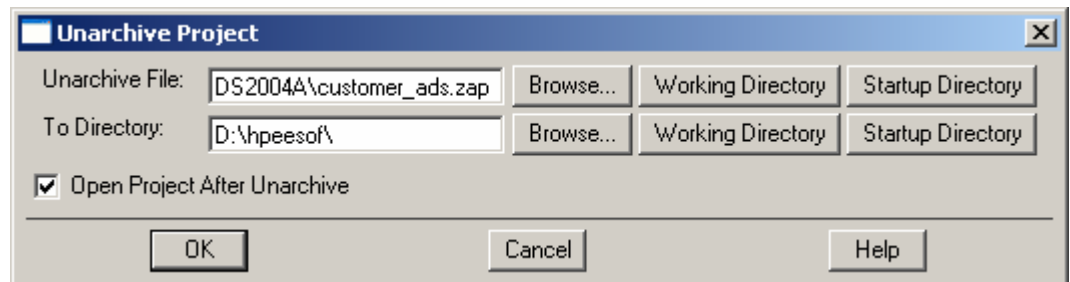 Unarchive Project
Unarchive File: DS2004A\customer_ads.zap Browse... Working Directory Startup Directory
To Directory: D:\hpeesof\ Browse... Working Directory Startup Directory
Open Project After Unarchive
OK Cancel Help